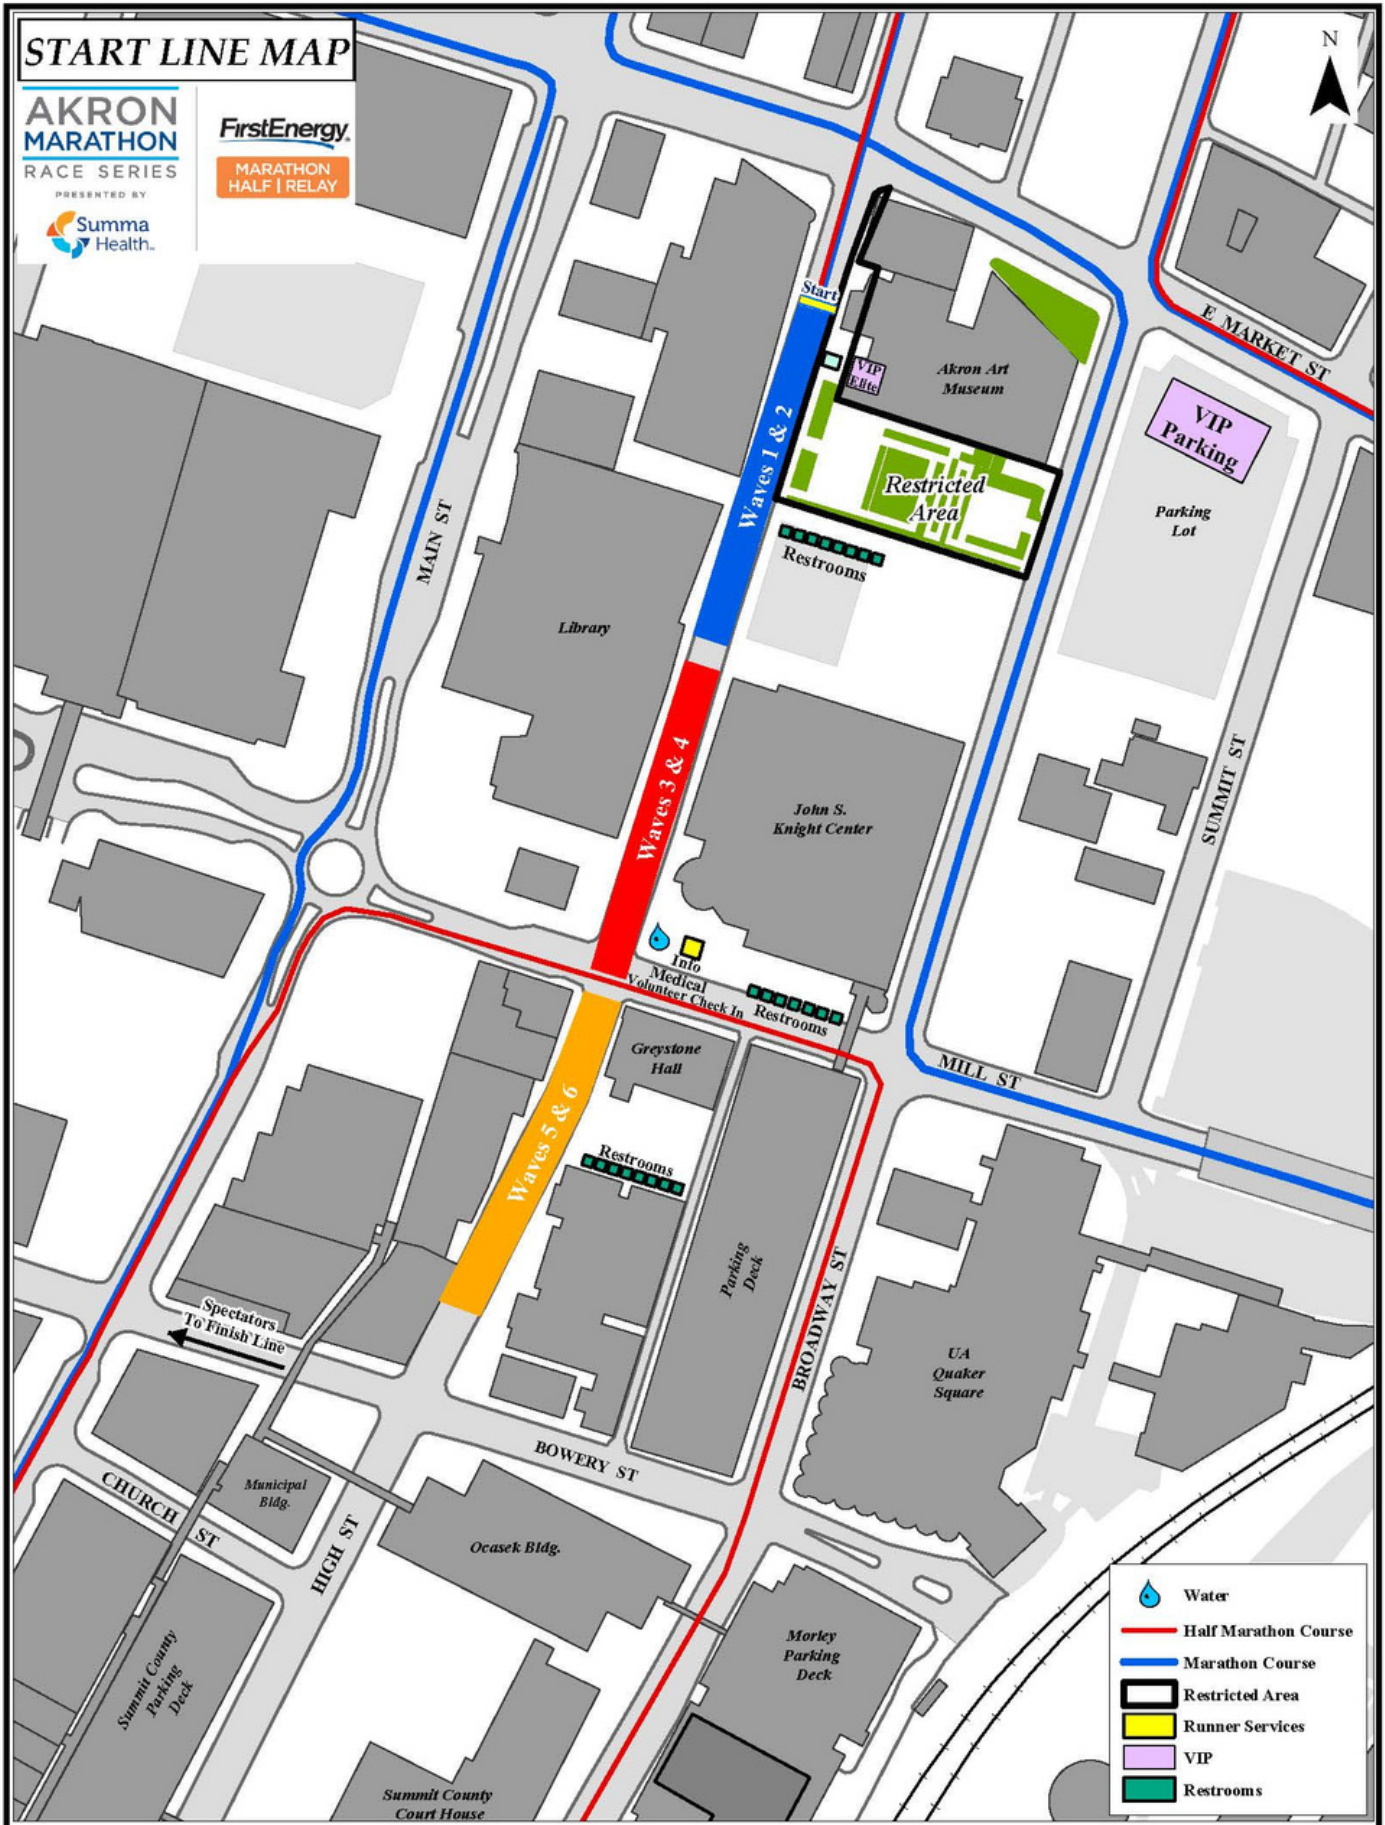 START LINE MAP
AKRON
MARATHON
RACE SERIES
PRESENTED BY
Summa
Health
FirstEnergy
MARATHON
HALF | RELAY
N
Start
E MARKET ST
VIP
Elite
Akron Art
Museum
VIP
Parking
Waves 1 & 2
Restricted
Area
Parking
Lot
MAIN ST
Restrooms
Library
Waves 3 & 4
John S.
Knight Center
SUMMIT ST
Info
Medical
Volunteer Check In
Restrooms
Greystone
Hall
MILL ST
Waves 5 & 6
Restrooms
Parking
Deck
BROADWAY ST
Spectators
To Finish Line
UA
Quaker
Square
BOWERY ST
Municipal
Bldg.
CHURCH ST
HIGH ST
Ocasek Bldg.
Summit County
Parking
Deck
Morley
Parking
Deck
Summit County
Court House
Water
Half Marathon Course
Marathon Course
Restricted Area
Runner Services
VIP
Restrooms